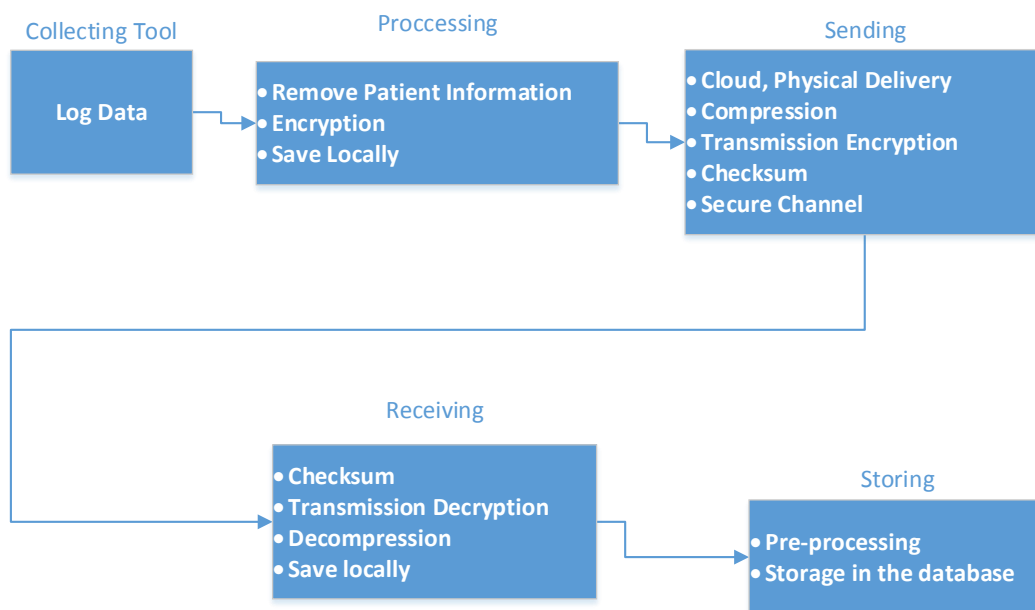 Collecting Tool
Log Data
Proccessing
• Remove Patient Information
• Encryption
• Save Locally
Sending
• Cloud, Physical Delivery
• Compression
• Transmission Encryption
• Checksum
• Secure Channel
Receiving
• Checksum
• Transmission Decryption
• Decompression
• Save locally
Storing
• Pre-processing
• Storage in the database